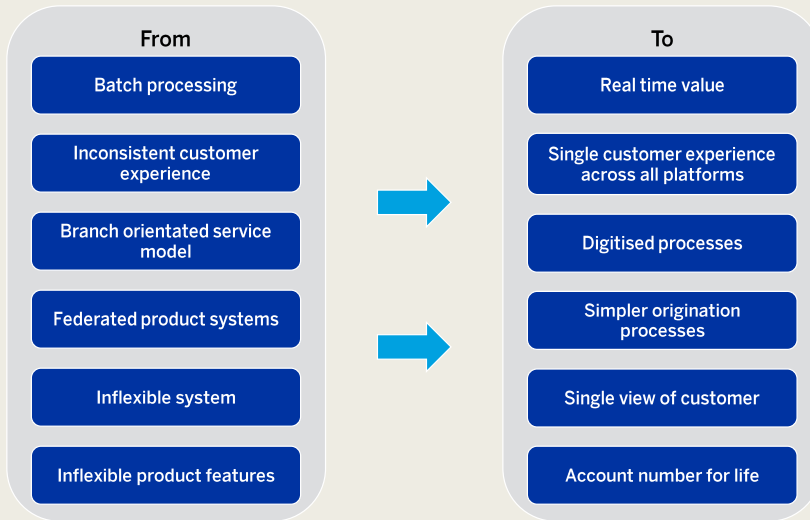 From
Batch processing
Inconsistent customer
experience
Branch orientated service
model
Federated product systems
Inflexible system
Inflexible product features
To
Real time value
Single customer experience
across all platforms
Digitised processes
Simpler origination
processes
Single view of customer
Account number for life